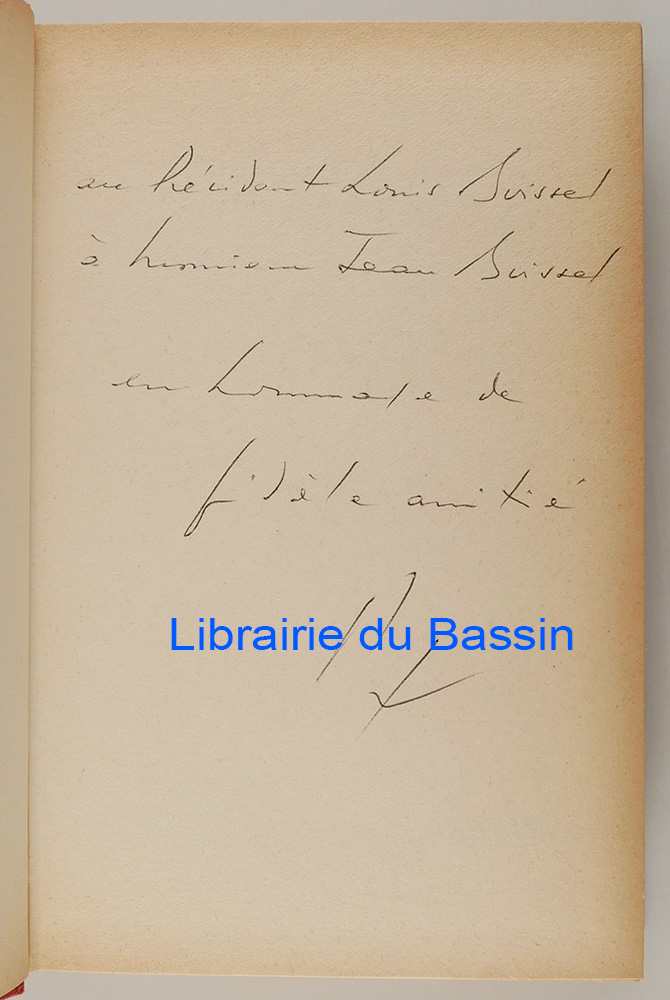 au Président Louis Buissel
à Monsieur Jean Buissel
en hommage de
fidèle amitié
Librairie du Bassin